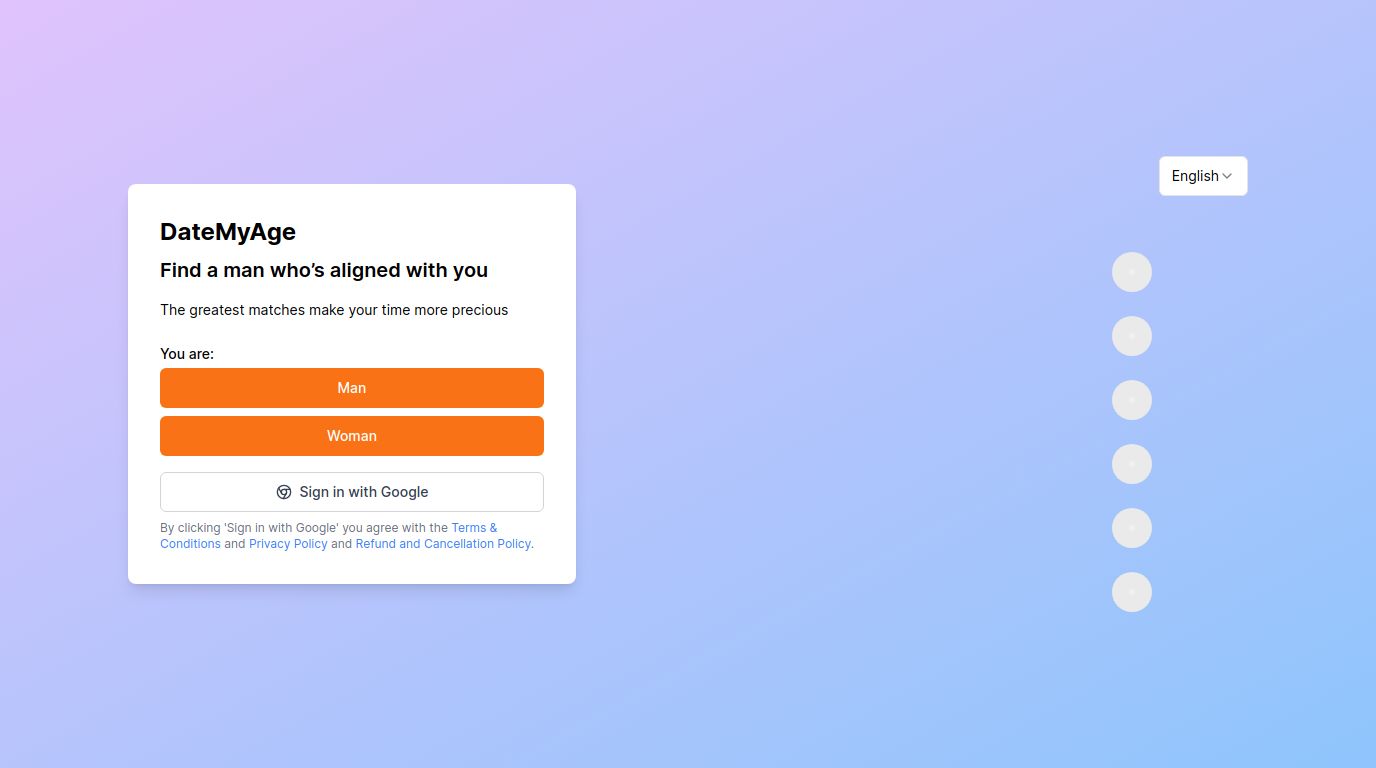 English
DateMyAge
Find a man who’s aligned with you
The greatest matches make your time more precious
You are:
Man
Woman
Sign in with Google
By clicking 'Sign in with Google' you agree with the Terms &
Conditions and Privacy Policy and Refund and Cancellation Policy.